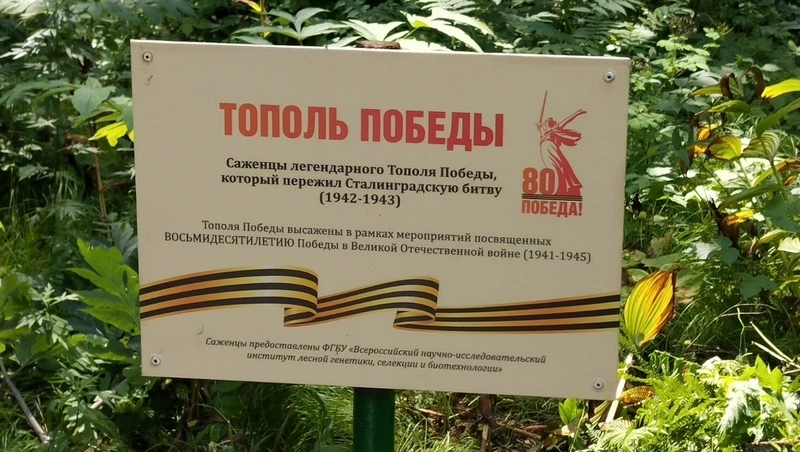 ТОПОЛЬ ПОБЕДЫ
Саженцы легендарного Тополя Победы,
который пережил Сталинградскую битву
(1942-1943)
80
ПОБЕДА!
Тополя Победы высажены в рамках мероприятий посвященных
ВОСЬМИДЕСЯТИЛЕТИЮ Победы в Великой Отечественной войне (1941-1945)
Саженцы предоставлены ФГБУ «Всероссийский научно-исследовательский
институт лесной генетики, селекции и биотехнологии»